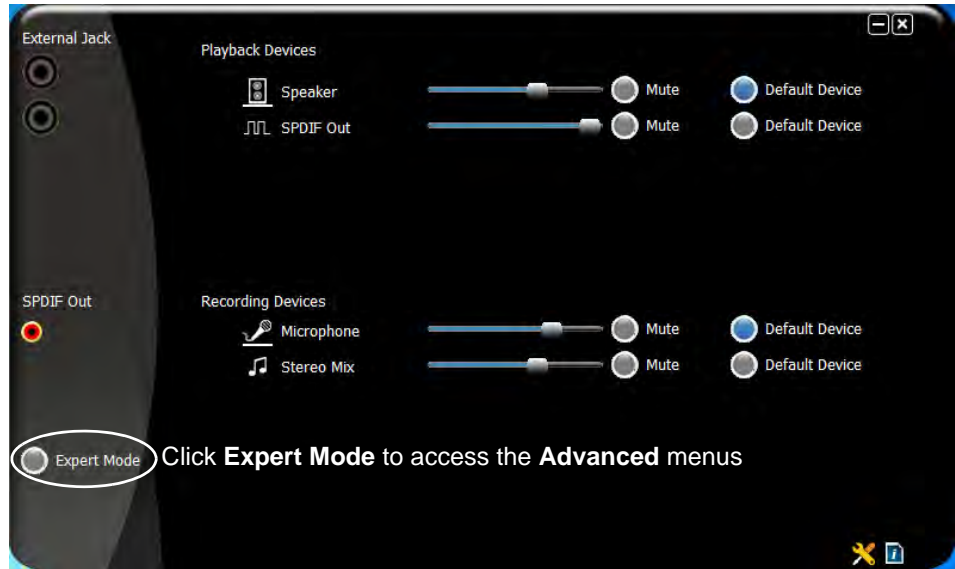 External Jack
Playback Devices
Speaker Mute Default Device
SPDIF Out Mute Default Device
SPDIF Out
Recording Devices
Microphone Mute Default Device
Stereo Mix Mute Default Device
Expert Mode
Click Expert Mode to access the Advanced menus